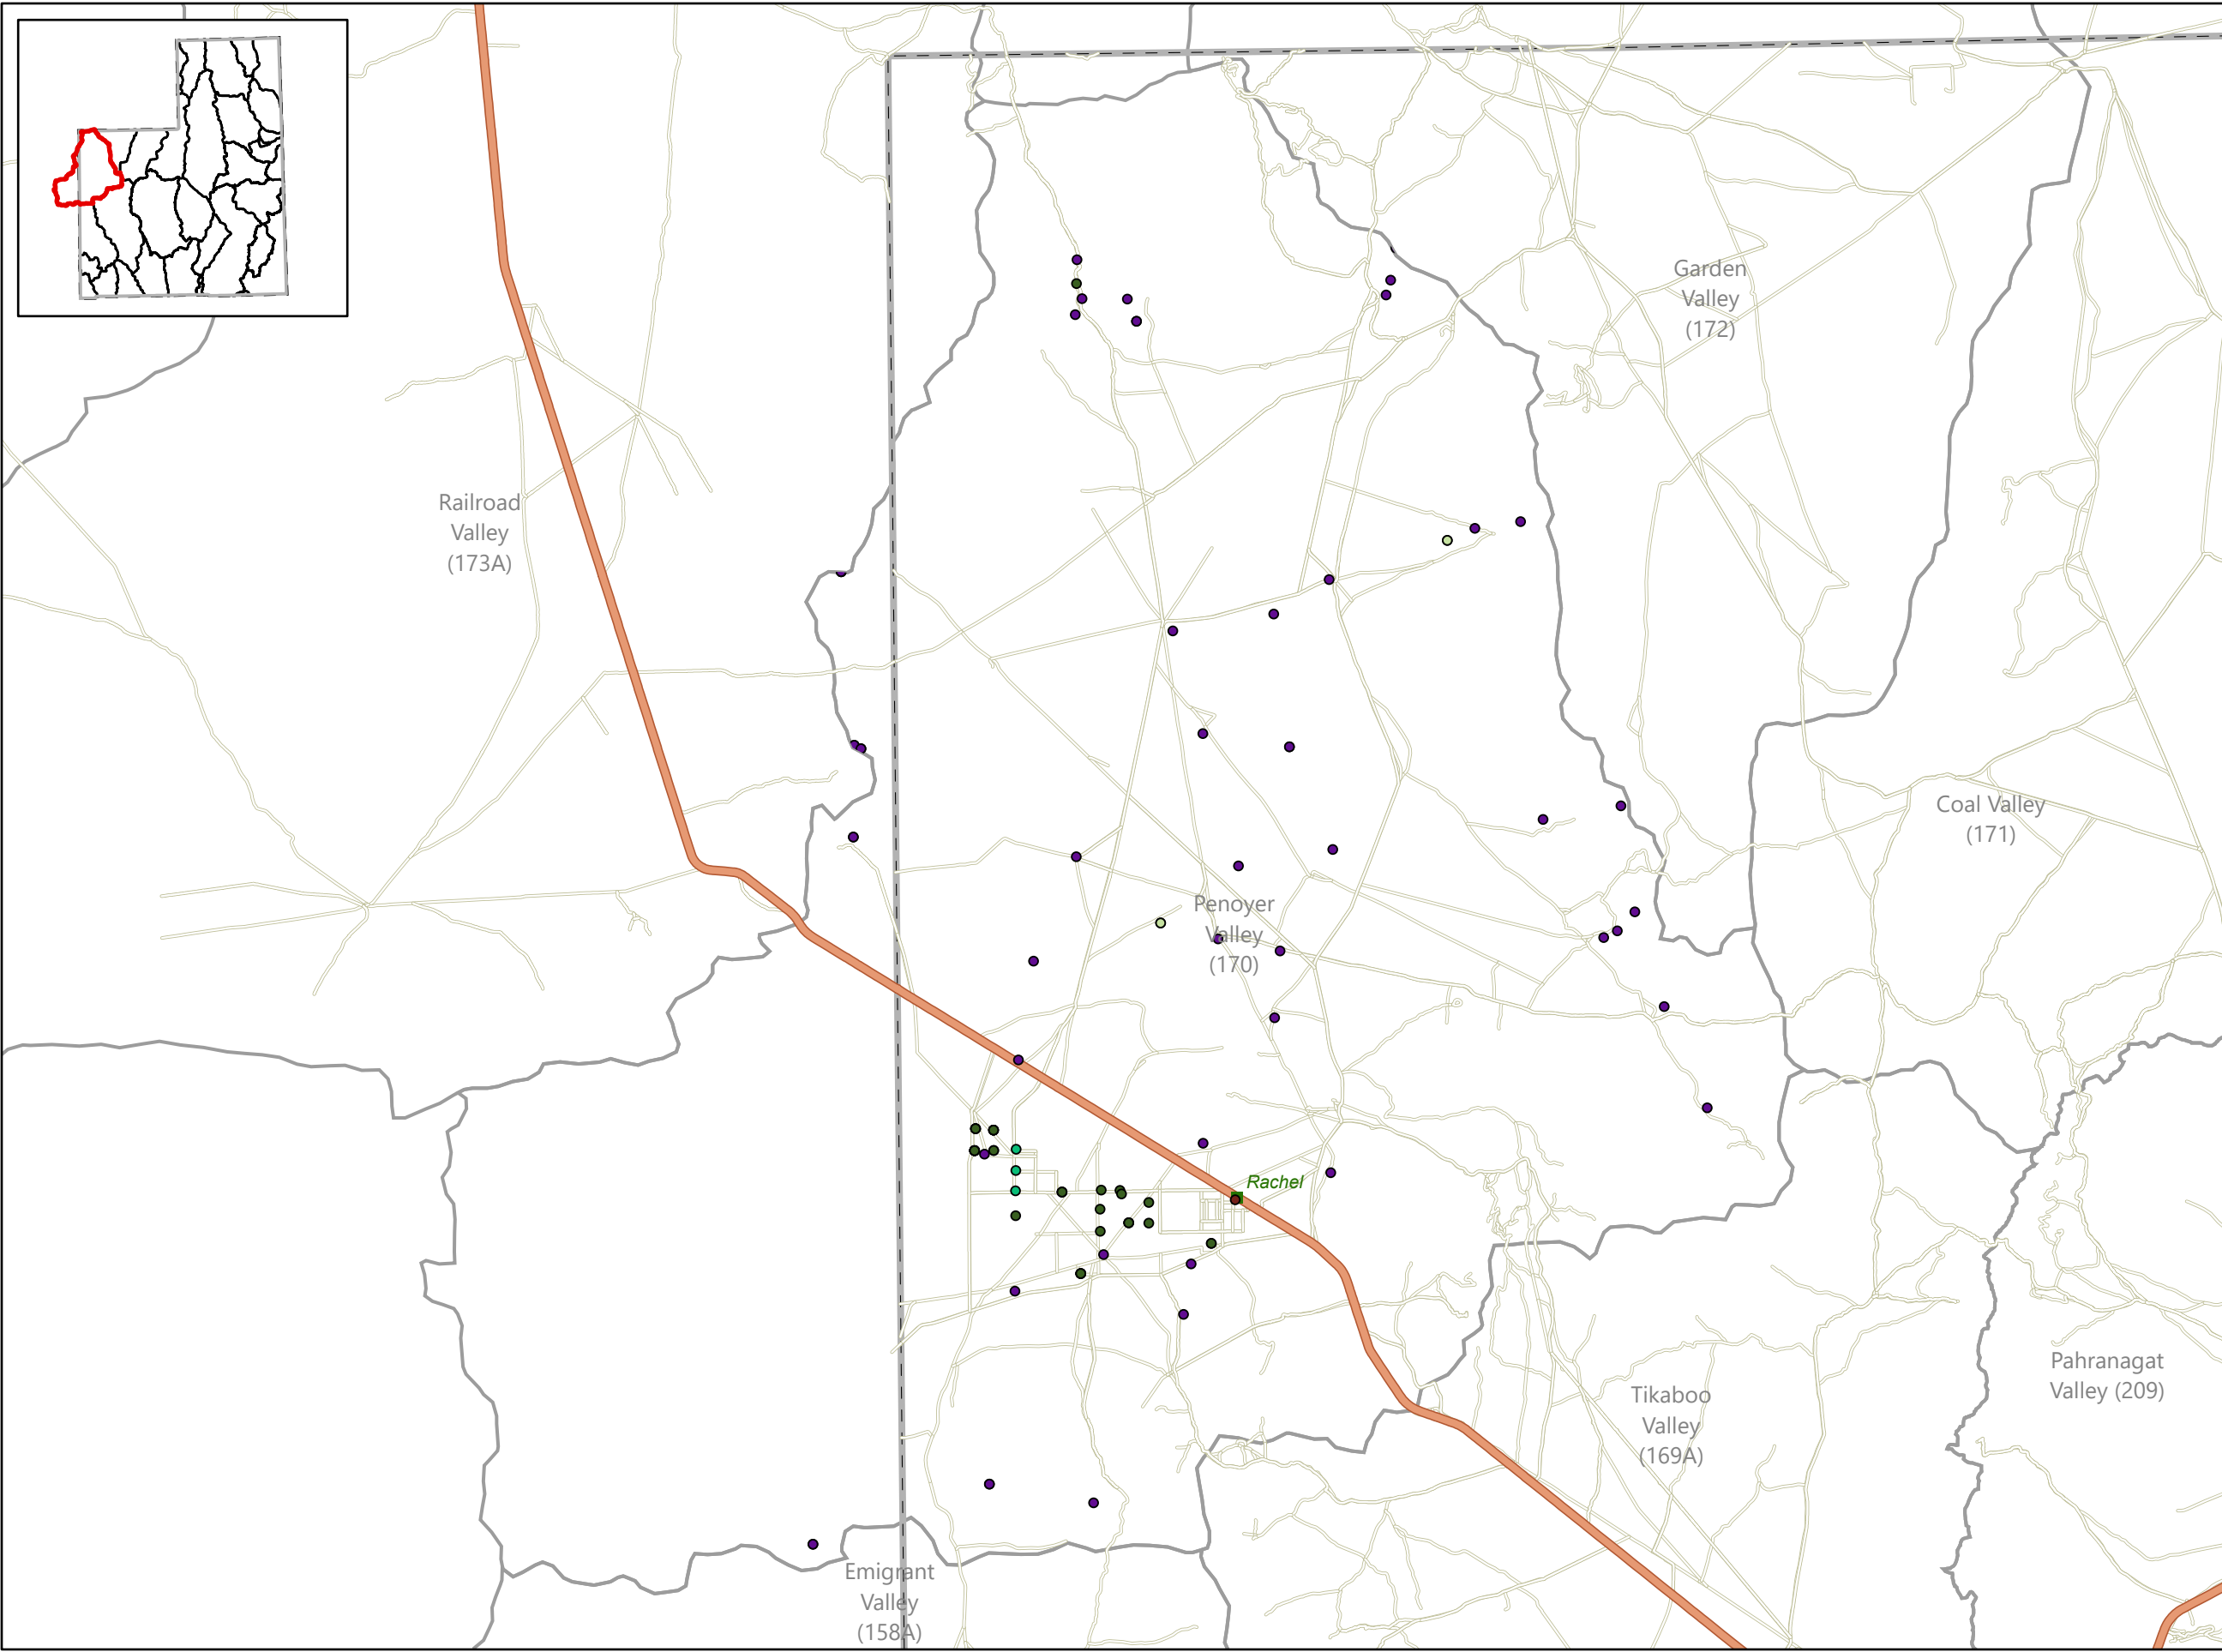 Garden
Valley
(172)
Railroad
Valley
(173A)
Coal Valley
(171)
Penoyer
Valley
(170)
Rachel
Pahranagat
Valley (209)
Tikaboo
Valley
(169A)
Emigrant
Valley
(158A)